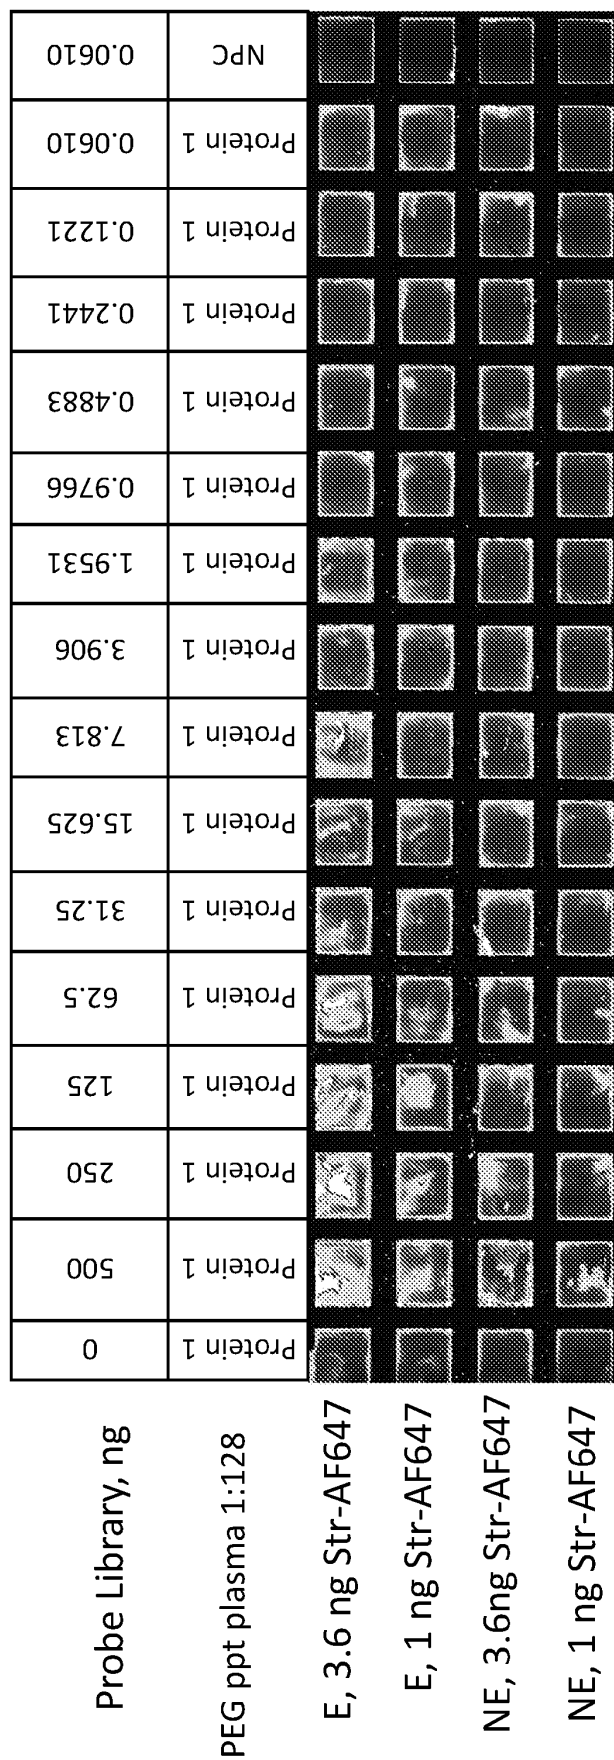 Probe Library, ng 0 500 250 125 62.5 31.25 15.625 7.813 3.906 1.9531 0.9766 0.4883 0.2441 0.1221 0.0610 0.0610
PEG ppt plasma 1:128 Protein 1 Protein 1 Protein 1 Protein 1 Protein 1 Protein 1 Protein 1 Protein 1 Protein 1 Protein 1 Protein 1 Protein 1 Protein 1 Protein 1 Protein 1 NPC
E, 3.6 ng Str-AF647
E, 1 ng Str-AF647
NE, 3.6ng Str-AF647
NE, 1 ng Str-AF647